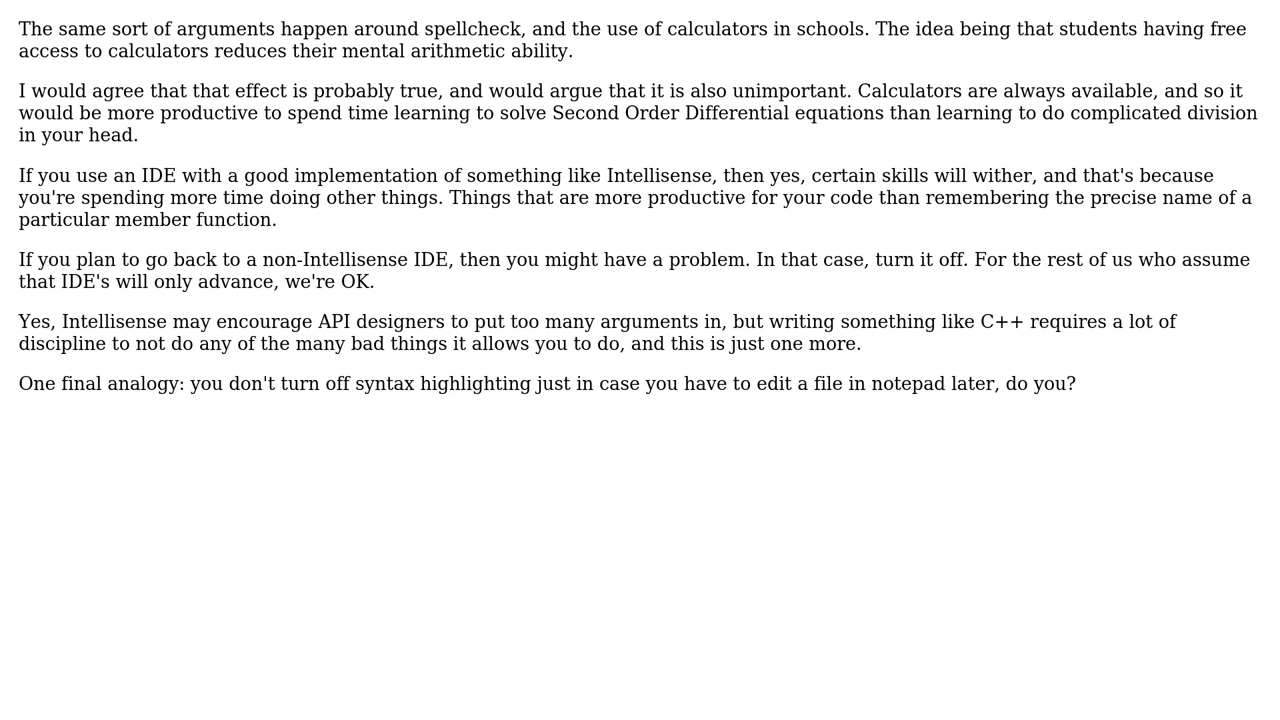 The same sort of arguments happen around spellcheck, and the use of calculators in schools. The idea being that students having free
access to calculators reduces their mental arithmetic ability.
I would agree that that effect is probably true, and would argue that it is also unimportant. Calculators are always available, and so it
would be more productive to spend time learning to solve Second Order Differential equations than learning to do complicated division
in your head.
If you use an IDE with a good implementation of something like Intellisense, then yes, certain skills will wither, and that's because
you're spending more time doing other things. Things that are more productive for your code than remembering the precise name of a
particular member function.
If you plan to go back to a non-Intellisense IDE, then you might have a problem. In that case, turn it off. For the rest of us who assume
that IDE's will only advance, we're OK.
Yes, Intellisense may encourage API designers to put too many arguments in, but writing something like C++ requires a lot of
discipline to not do any of the many bad things it allows you to do, and this is just one more.
One final analogy: you don't turn off syntax highlighting just in case you have to edit a file in notepad later, do you?